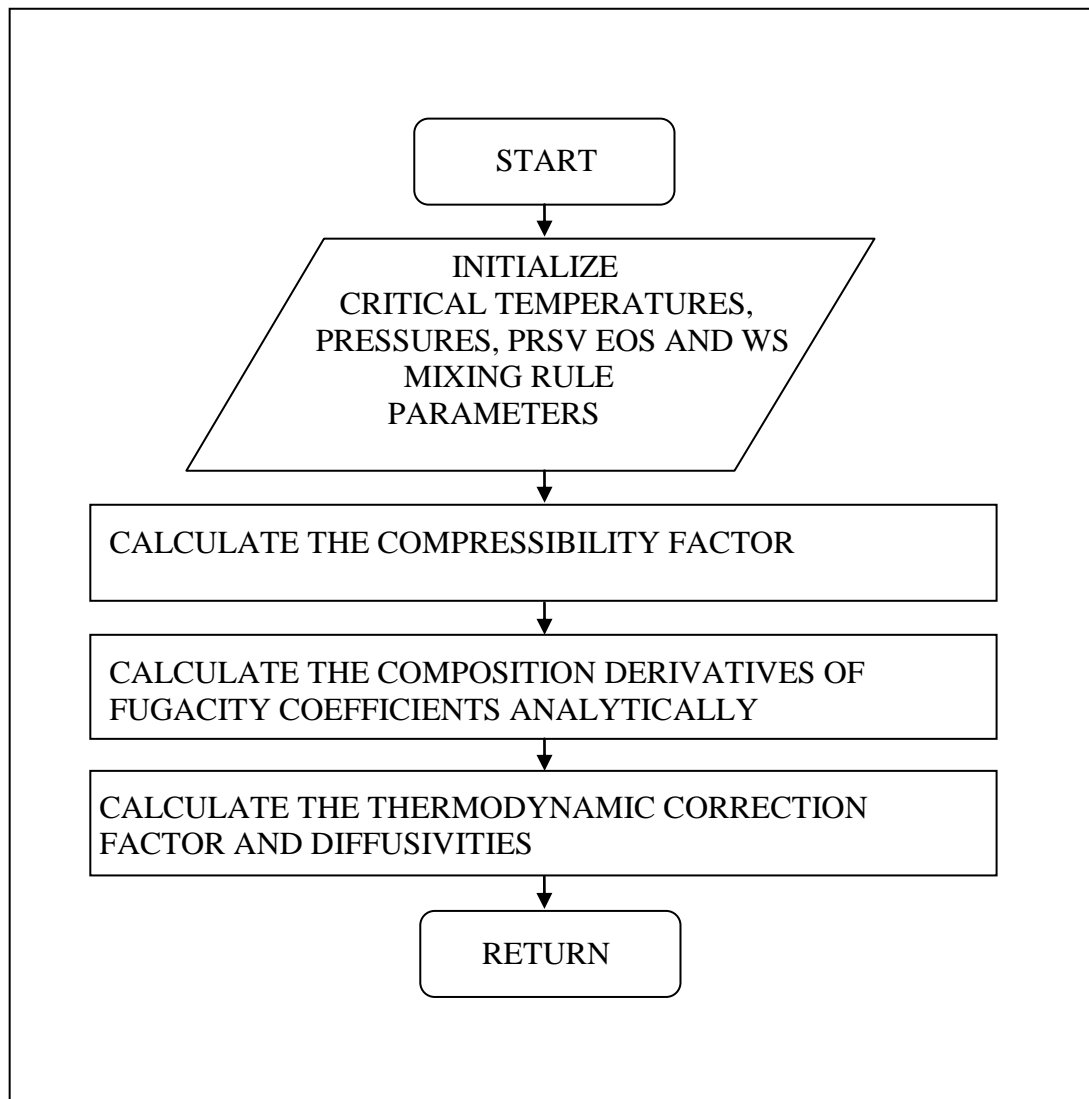 START
INITIALIZE
CRITICAL TEMPERATURES,
PRESSURES, PRSV EOS AND WS
MIXING RULE
PARAMETERS
CALCULATE THE COMPRESSIBILITY FACTOR
CALCULATE THE COMPOSITION DERIVATIVES OF
FUGACITY COEFFICIENTS ANALYTICALLY
CALCULATE THE THERMODYNAMIC CORRECTION
FACTOR AND DIFFUSIVITIES
RETURN